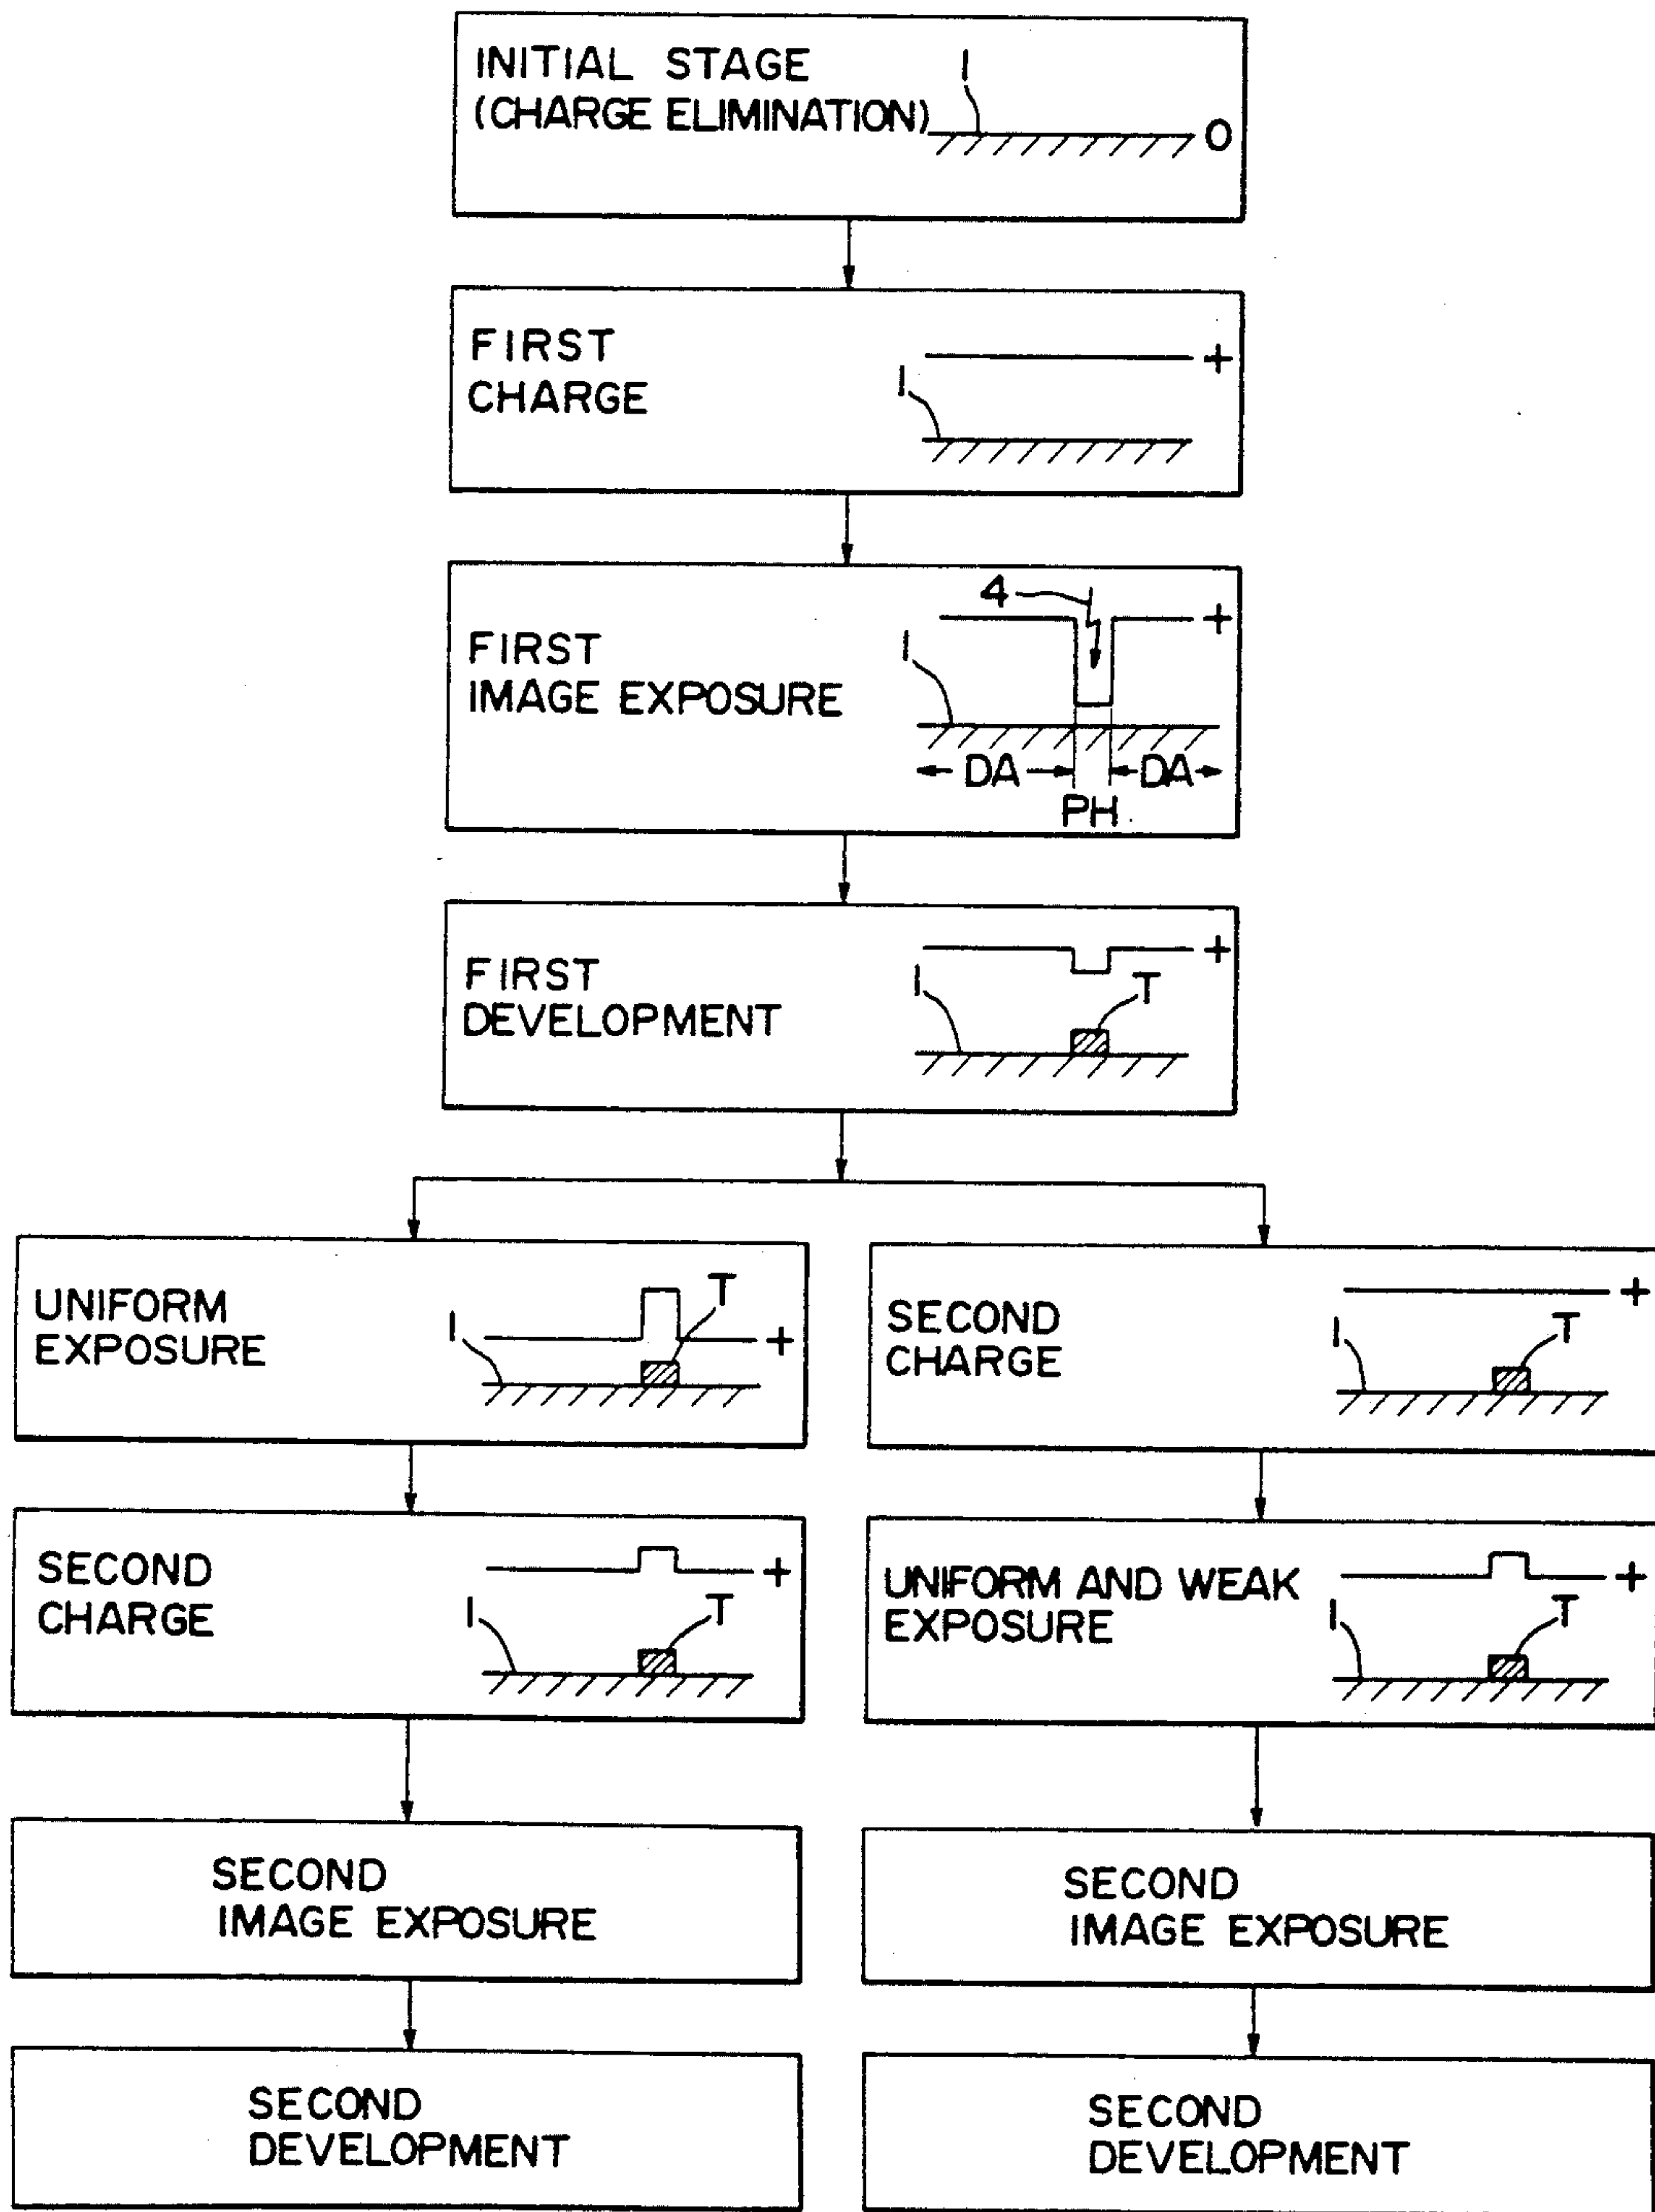 INITIAL STAGE
(CHARGE ELIMINATION)
1
0
FIRST
CHARGE
+
1
FIRST
IMAGE EXPOSURE
4
+
1
DA
DA
PH
FIRST
DEVELOPMENT
+
1
T
UNIFORM
EXPOSURE
T
1
+
SECOND
CHARGE
+
1
T
SECOND
CHARGE
+
1
T
UNIFORM AND WEAK
EXPOSURE
+
1
T
SECOND
IMAGE EXPOSURE
SECOND
IMAGE EXPOSURE
SECOND
DEVELOPMENT
SECOND
DEVELOPMENT